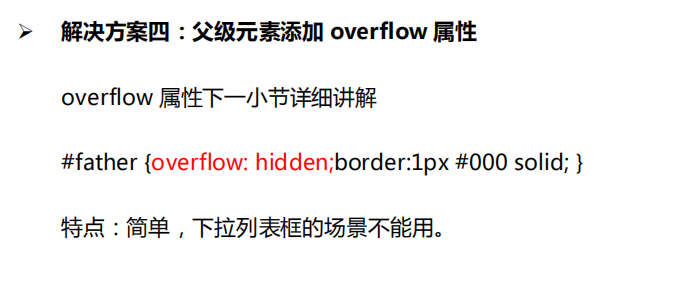 ➢ 解决方案四：父级元素添加 overflow 属性
overflow 属性下一小节详细讲解
#father {overflow: hidden;border:1px #000 solid; }
特点：简单，下拉列表框的场景不能用。